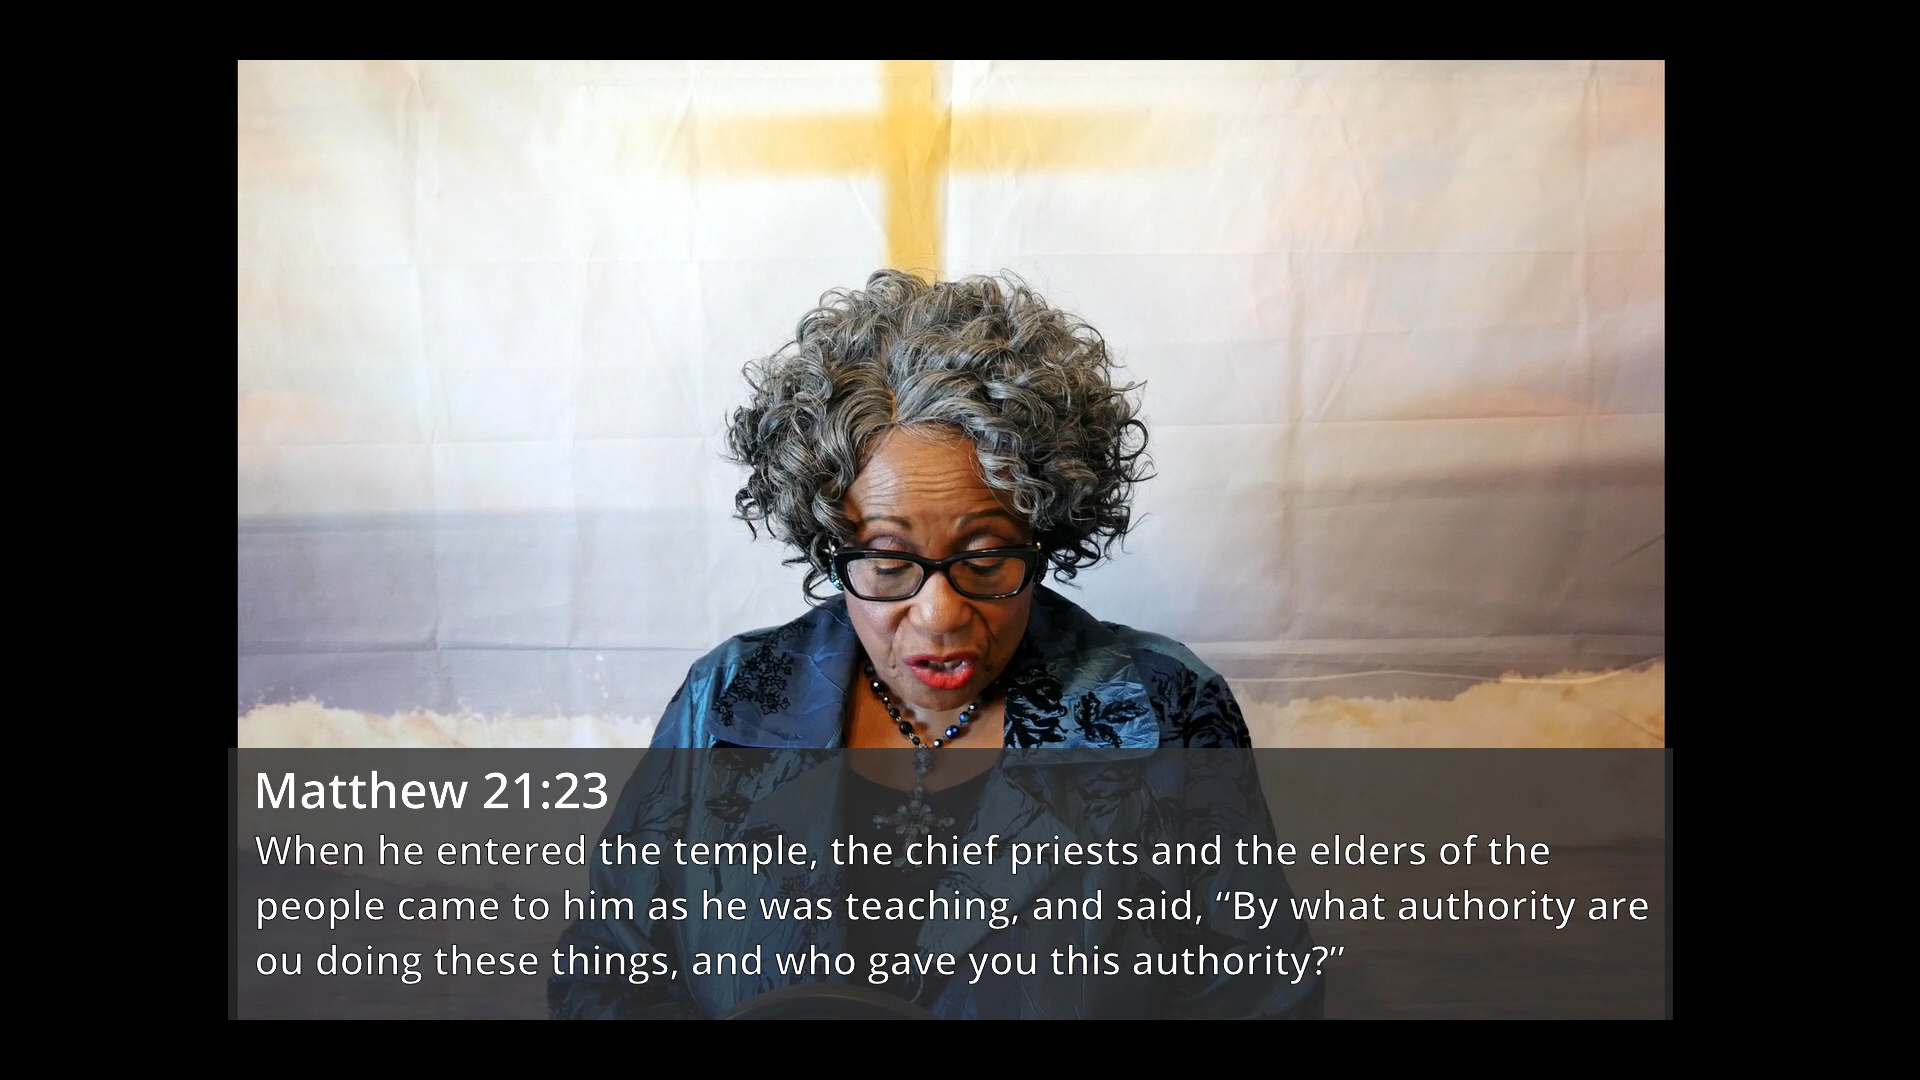 Matthew 21:23
When he entered the temple, the chief priests and the elders of the
people came to him as he was teaching, and said, “By what authority are
ou doing these things, and who gave you this authority?”